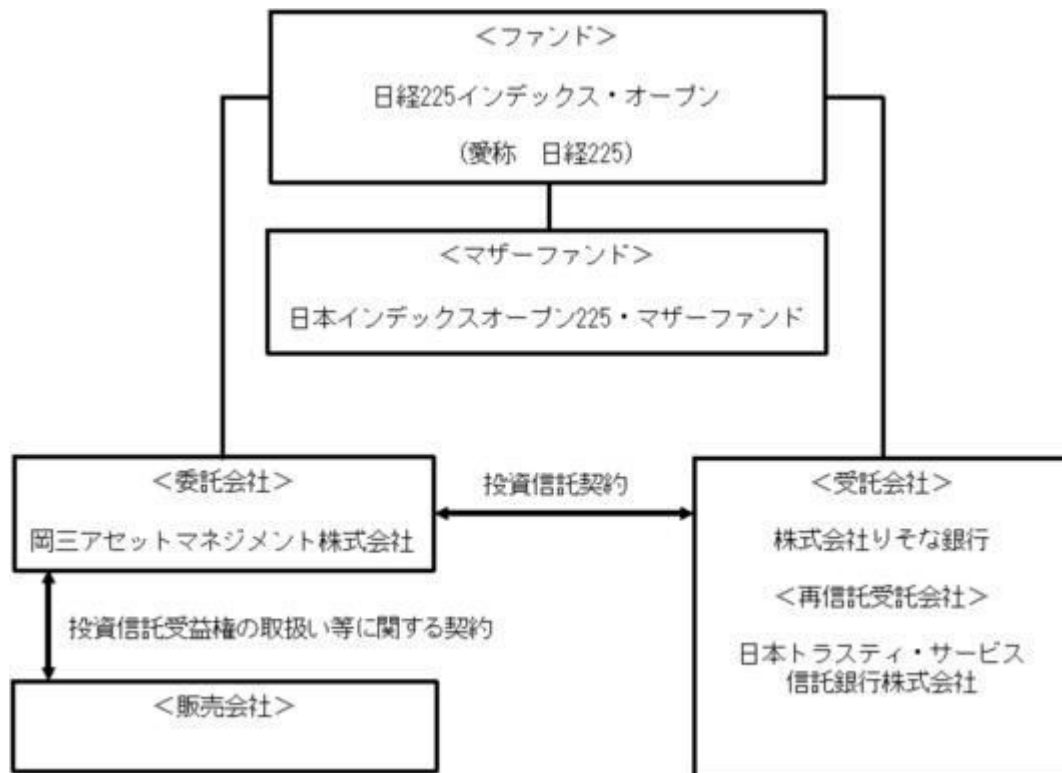 ＜ファンド＞
日経225インデックス・オープン
（愛称　日経225）
＜マザーファンド＞
日本インデックスオープン225・マザーファンド
＜委託会社＞
岡三アセットマネジメント株式会社
投資信託契約
＜受託会社＞
株式会社りそな銀行
＜再信託受託会社＞
日本トラスティ・サービス
信託銀行株式会社
投資信託受益権の取扱い等に関する契約
＜販売会社＞